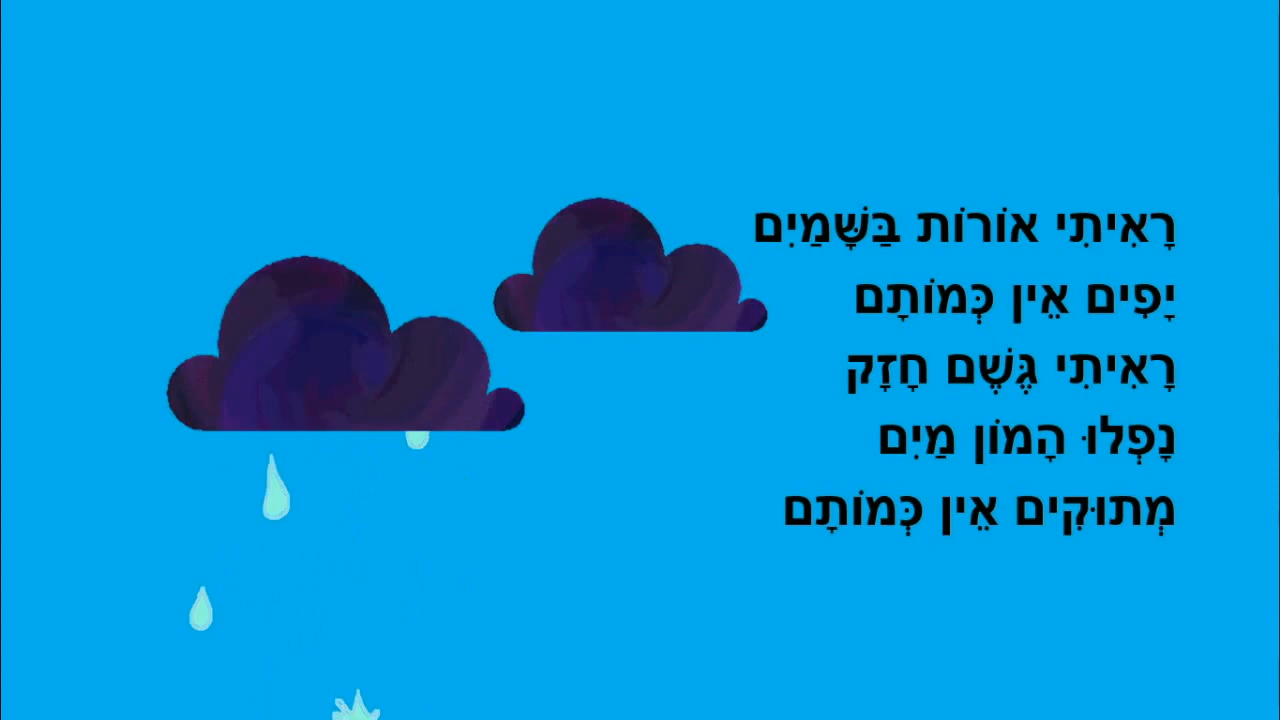 רָאִיתִי אוֹרוֹת בַּשָּׁמַיִם
יָפִים אֵין כְּמוֹתָם
רָאִיתִי גֶּשֶׁם חָזָק
נָפְלוּ הָמוֹן מַיִם
מְתוּקִים אֵין כְּמוֹתָם